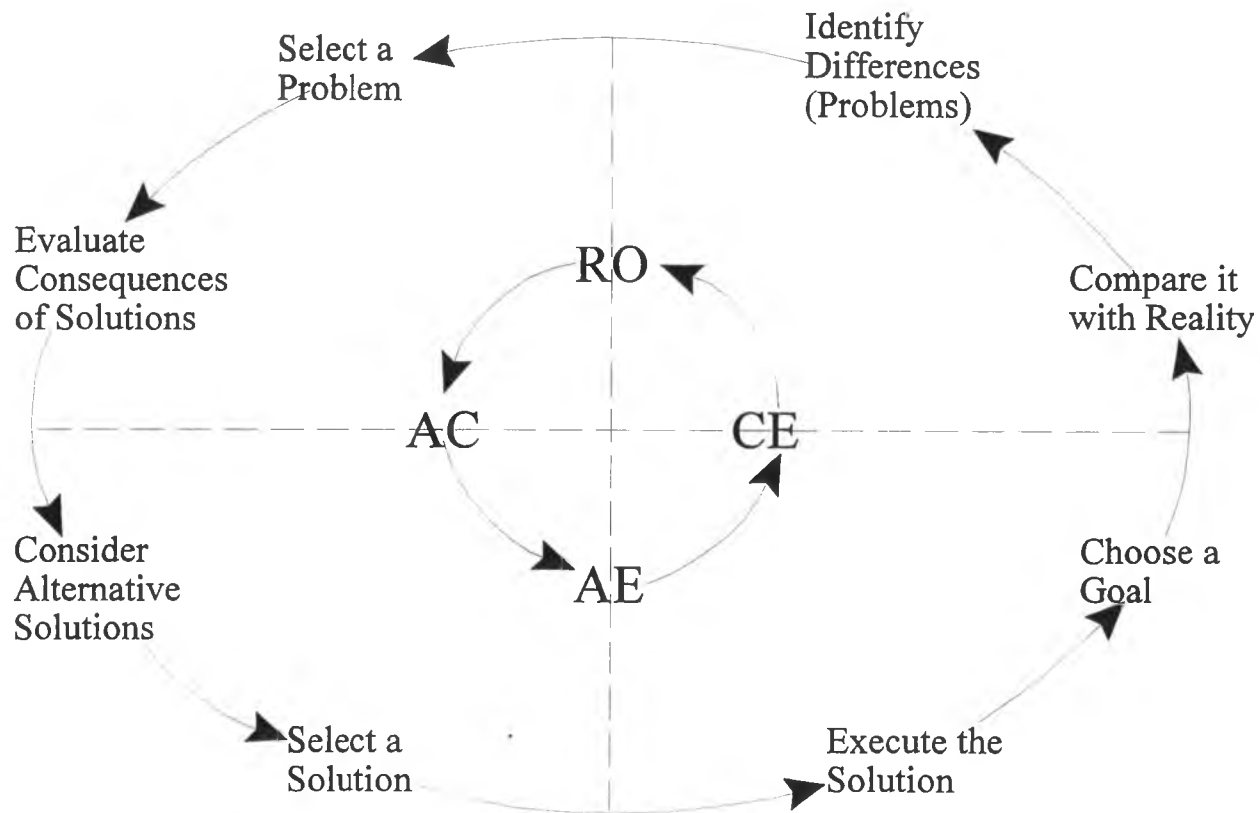 Identify
Differences
(Problems)
Select a
Problem
Evaluate
Consequences
of Solutions
RO
Compare it
with Reality
AC
CE
Consider
Alternative
Solutions
AE
Choose a
Goal
Select a
Solution
Execute the
Solution